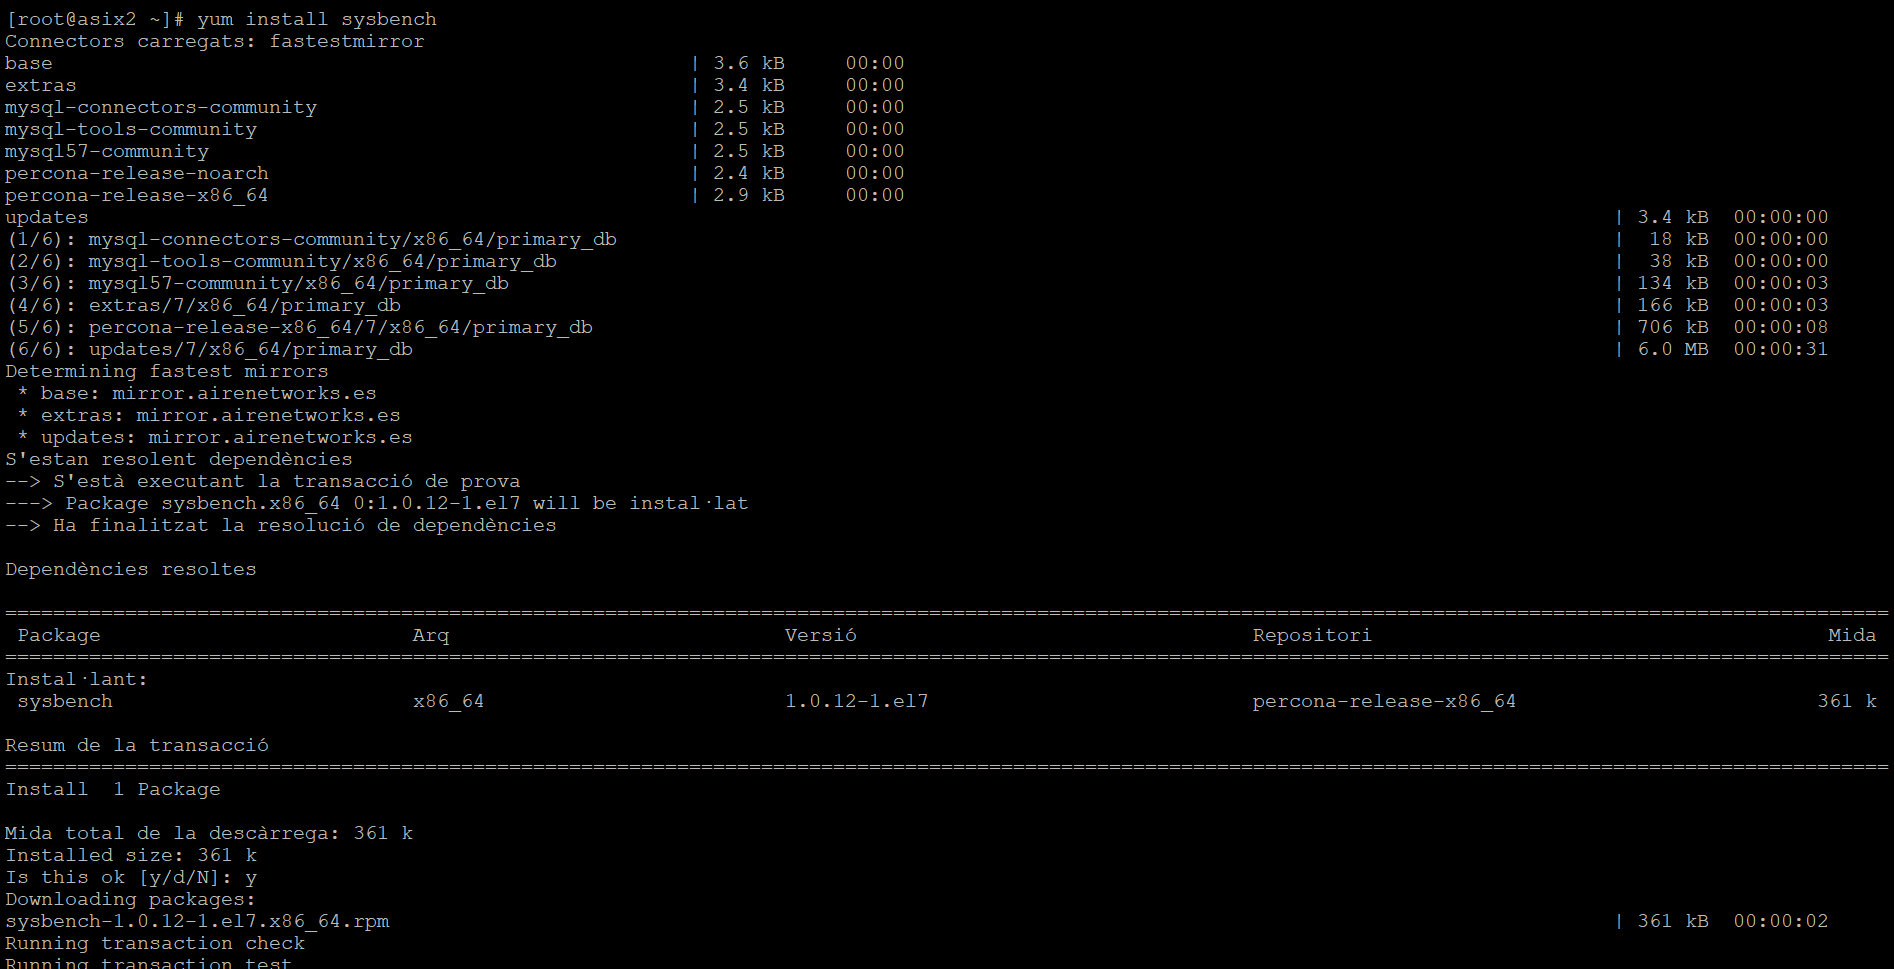 [root@asix2 ~]# yum install sysbench
Connectors carregats: fastestmirror
base | 3.6 kB 00:00
extras | 3.4 kB 00:00
mysql-connectors-community | 2.5 kB 00:00
mysql-tools-community | 2.5 kB 00:00
mysql57-community | 2.5 kB 00:00
percona-release-noarch | 2.4 kB 00:00
percona-release-x86_64 | 2.9 kB 00:00
updates | 3.4 kB 00:00:00
(1/6): mysql-connectors-community/x86_64/primary_db | 18 kB 00:00:00
(2/6): mysql-tools-community/x86_64/primary_db | 38 kB 00:00:00
(3/6): mysql57-community/x86_64/primary_db | 134 kB 00:00:03
(4/6): extras/7/x86_64/primary_db | 166 kB 00:00:03
(5/6): percona-release-x86_64/7/x86_64/primary_db | 706 kB 00:00:08
(6/6): updates/7/x86_64/primary_db | 6.0 MB 00:00:31
Determining fastest mirrors
 * base: mirror.airenetworks.es
 * extras: mirror.airenetworks.es
 * updates: mirror.airenetworks.es
S'estan resolent dependències
--> S'està executant la transacció de prova
---> Package sysbench.x86_64 0:1.0.12-1.el7 will be instal·lat
--> Ha finalitzat la resolució de dependències
Dependències resoltes
================================================================================
Package Arq Versió Repositori Mida
================================================================================
Instal·lant:
sysbench x86_64 1.0.12-1.el7 percona-release-x86_64 361 k
Resum de la transacció
================================================================================
Install 1 Package
Mida total de la descàrrega: 361 k
Installed size: 361 k
Is this ok [y/d/N]: y
Downloading packages:
sysbench-1.0.12-1.el7.x86_64.rpm | 361 kB 00:00:02
Running transaction check
Running transaction test